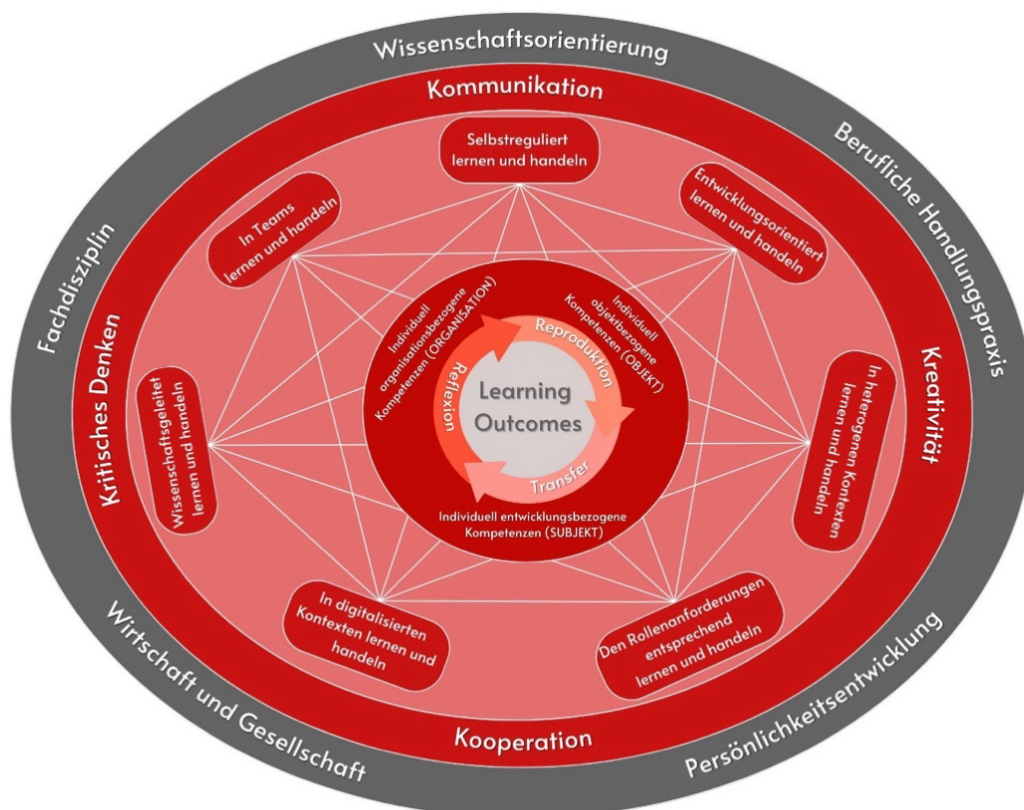 Wissenschaftsorientierung
Kommunikation
Selbstreguliert
lernen und handeln
Berufliche Handlungspraxis
Entwicklungsorientiert
lernen und handeln
In Teams
lernen und handeln
Fachdisziplin
Kritisches Denken
Kreativität
Individuell
organisationsbezogene
Kompetenzen (ORGANISATION)
Individuell
objektbezogene
Kompetenzen (OBJEKT)
Reproduktion
Reflexion
Learning
Outcomes
Transfer
Individuell entwicklungsbezogene
Kompetenzen (SUBJEKT)
Wissenschaftsgeleitet
lernen und handeln
In heterogenen Kontexten
lernen und handeln
In digitalisierten
Kontexten lernen und
handeln
Den Rollenanforderungen
entsprechend
lernen und handeln
Kooperation
Wirtschaft und Gesellschaft
Persönlichkeitsentwicklung